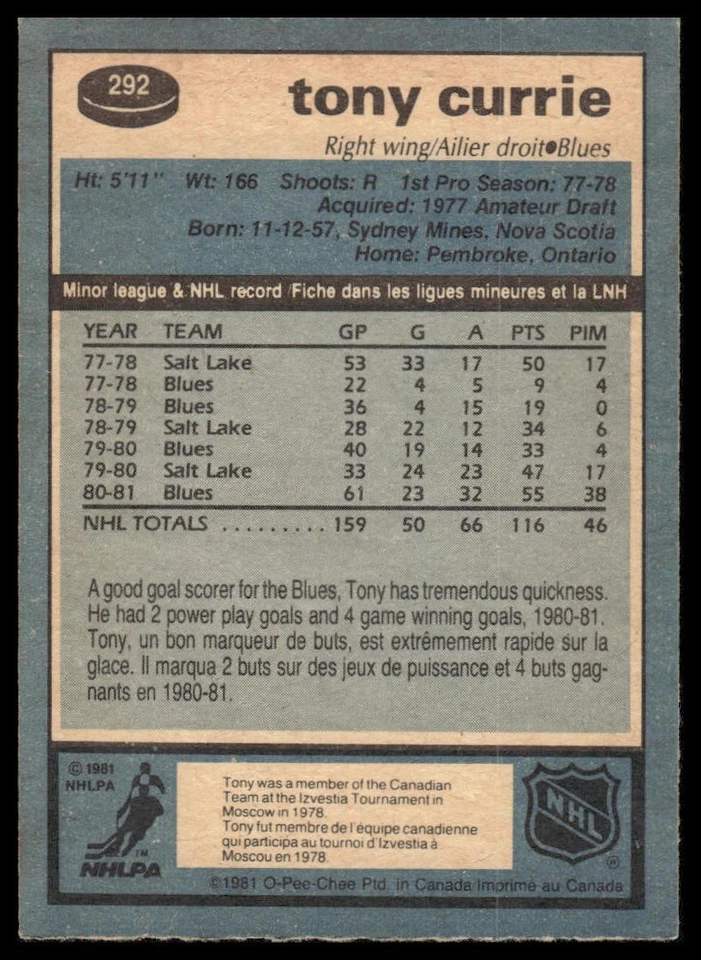 292
tony currie
Right wing/Ailier droit•Blues
Ht: 5'11" Wt: 166 Shoots: R 1st Pro Season: 77-78
Acquired: 1977 Amateur Draft
Born: 11-12-57, Sydney Mines, Nova Scotia
Home: Pembroke, Ontario
Minor league & NHL record/Fiche dans les ligues mineures et la LNH
YEAR TEAM GP G A PTS PIM
77-78 Salt Lake 53 33 17 50 17
77-78 Blues 22 4 5 9 4
78-79 Blues 36 4 15 19 0
78-79 Salt Lake 28 22 12 34 6
79-80 Blues 40 19 14 33 4
79-80 Salt Lake 33 24 23 47 17
80-81 Blues 61 23 32 55 38
NHL TOTALS ......... 159 50 66 116 46
A good goal scorer for the Blues, Tony has tremendous quickness.
He had 2 power play goals and 4 game winning goals, 1980-81.
Tony, un bon marqueur de buts, est extrêmement rapide sur la
glace. Il marqua 2 buts sur des jeux de puissance et 4 buts gag-
nants en 1980-81.
© 1981
NHLPA
TM
NHLPA
Tony was a member of the Canadian
Team at the Izvestia Tournament in
Moscow in 1978.
Tony fut membre de l'équipe canadienne
qui participa au tournoi d'Izvestia à
Moscou en 1978.
NHL
®
©1981 O-Pee-Chee Ptd. in Canada Imprimé au Canada